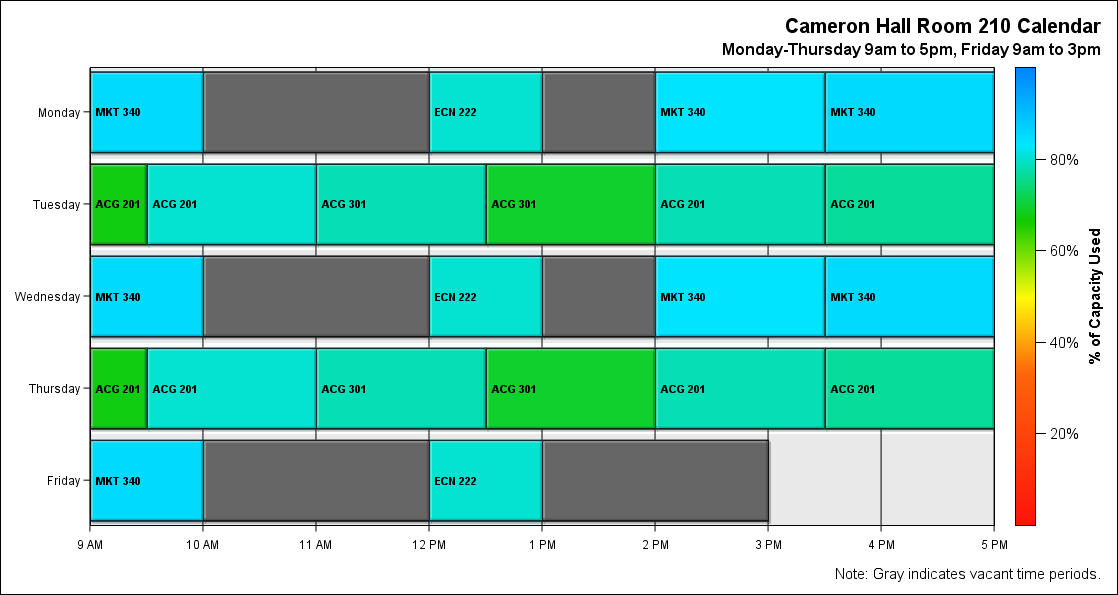 Cameron Hall Room 210 Calendar
Monday-Thursday 9am to 5pm, Friday 9am to 3pm
Monday
MKT 340
ECN 222
MKT 340
MKT 340
Tuesday
ACG 201
ACG 201
ACG 301
ACG 301
ACG 201
ACG 201
Wednesday
MKT 340
ECN 222
MKT 340
MKT 340
Thursday
ACG 201
ACG 201
ACG 301
ACG 301
ACG 201
ACG 201
Friday
MKT 340
ECN 222
9 AM
10 AM
11 AM
12 PM
1 PM
2 PM
3 PM
4 PM
5 PM
80%
60%
40%
20%
% of Capacity Used
Note: Gray indicates vacant time periods.